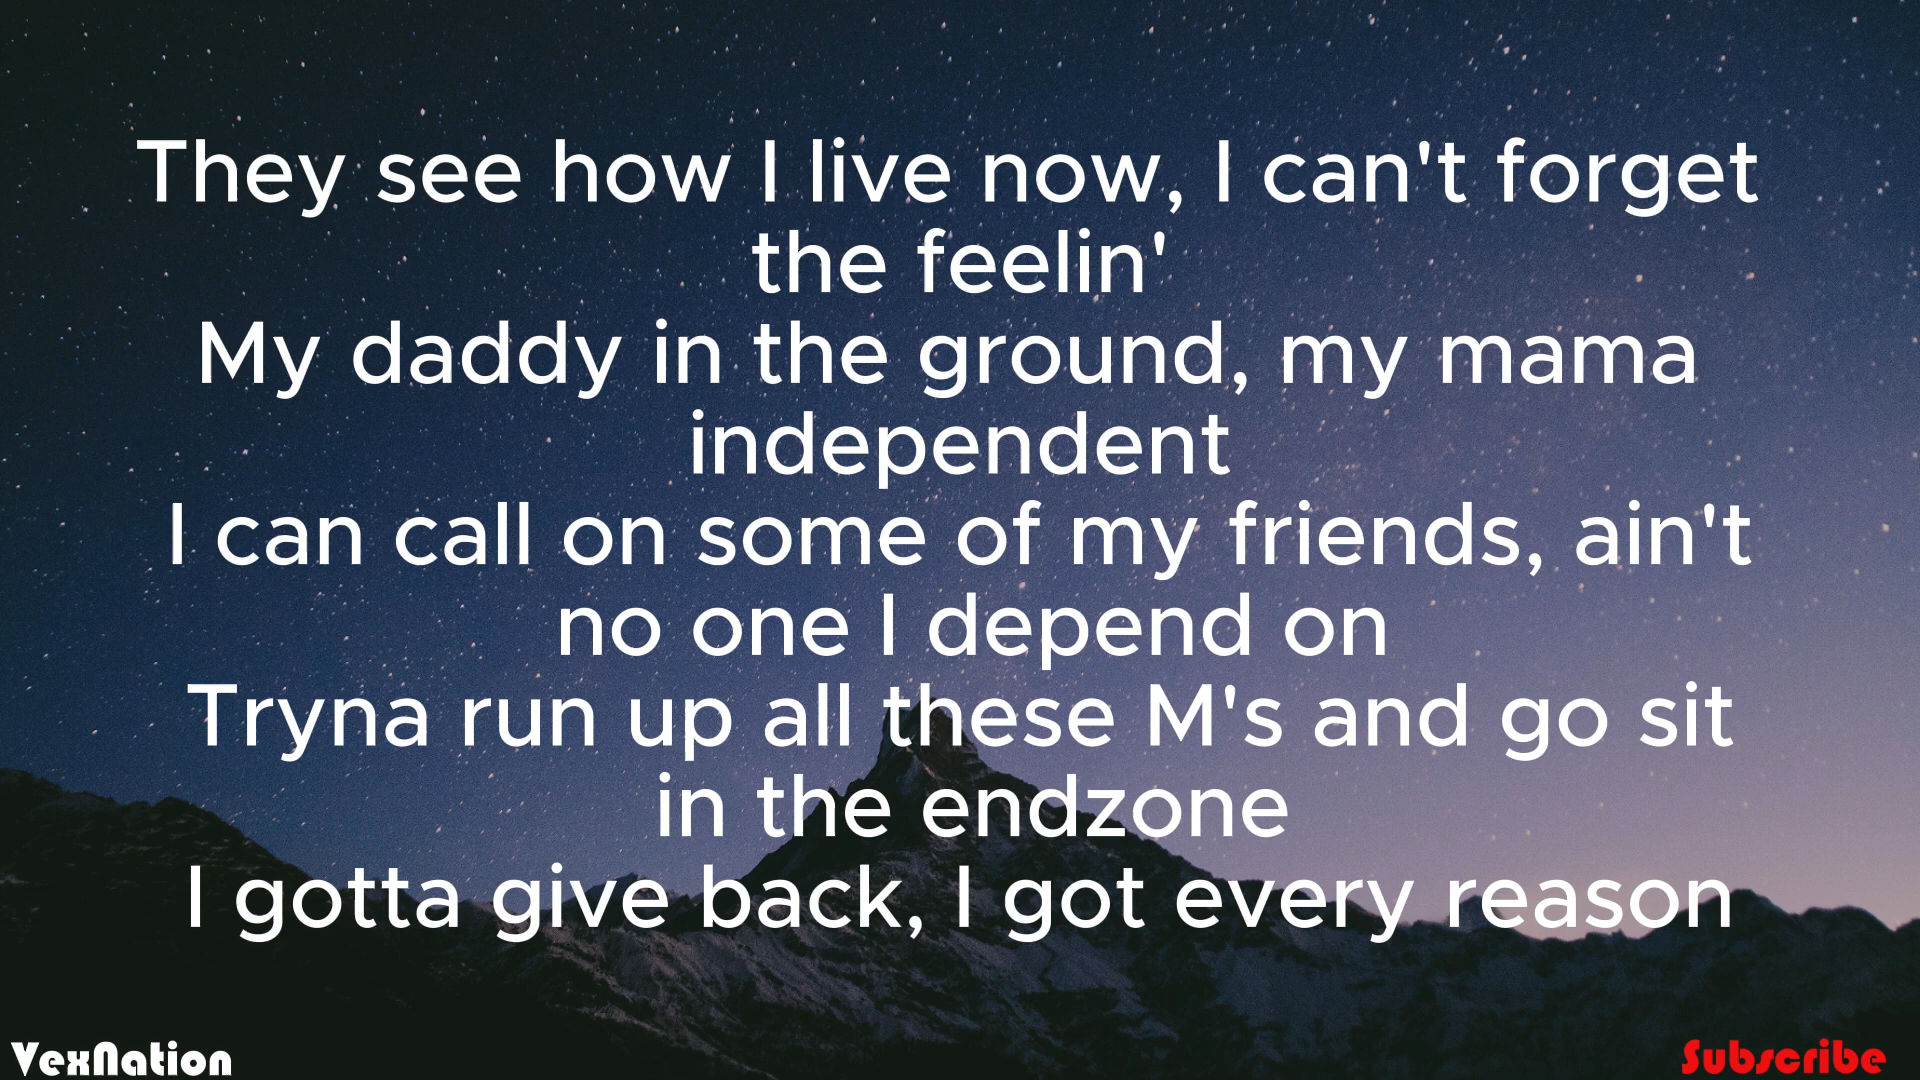 They see how I live now, I can't forget
the feelin'
My daddy in the ground, my mama
independent
I can call on some of my friends, ain't
no one I depend on
Tryna run up all these M's and go sit
in the endzone
I gotta give back, I got every reason
VexNation
Subscribe